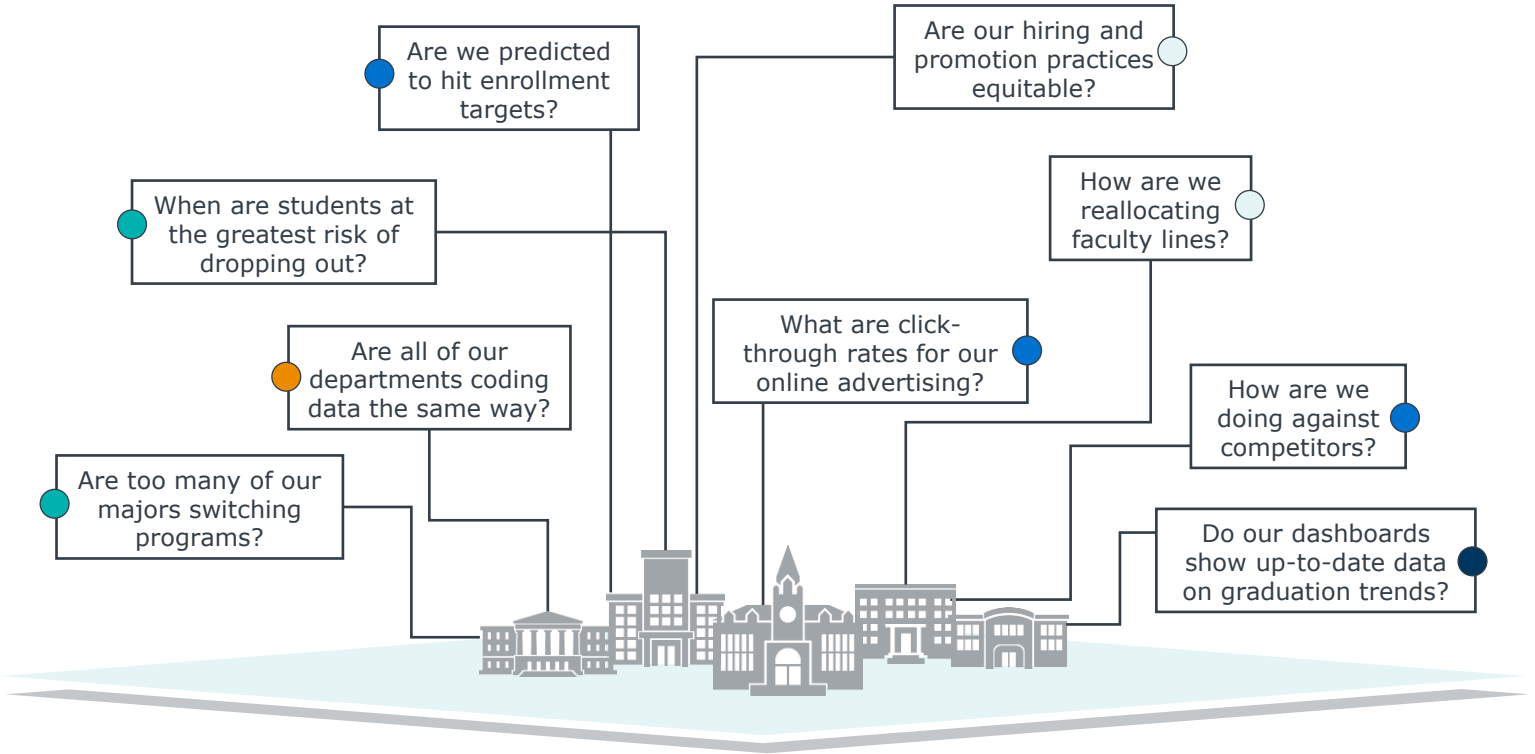 Are we predicted
to hit enrollment
targets?
Are our hiring and
promotion practices
equitable?
When are students at
the greatest risk of
dropping out?
How are we
reallocating
faculty lines?
What are click-
through rates for our
online advertising?
Are all of our
departments coding
data the same way?
How are we
doing against
competitors?
Are too many of our
majors switching
programs?
Do our dashboards
show up-to-date data
on graduation trends?